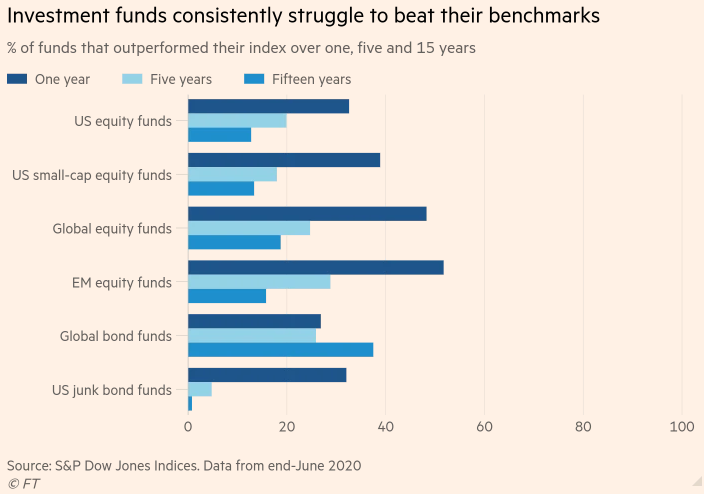 Investment funds consistently struggle to beat their benchmarks
% of funds that outperformed their index over one, five and 15 years
One year Five years Fifteen years
US equity funds
US small-cap equity funds
Global equity funds
EM equity funds
Global bond funds
US junk bond funds
0 20 40 60 80 100
Source: S&P Dow Jones Indices. Data from end-June 2020
© FT